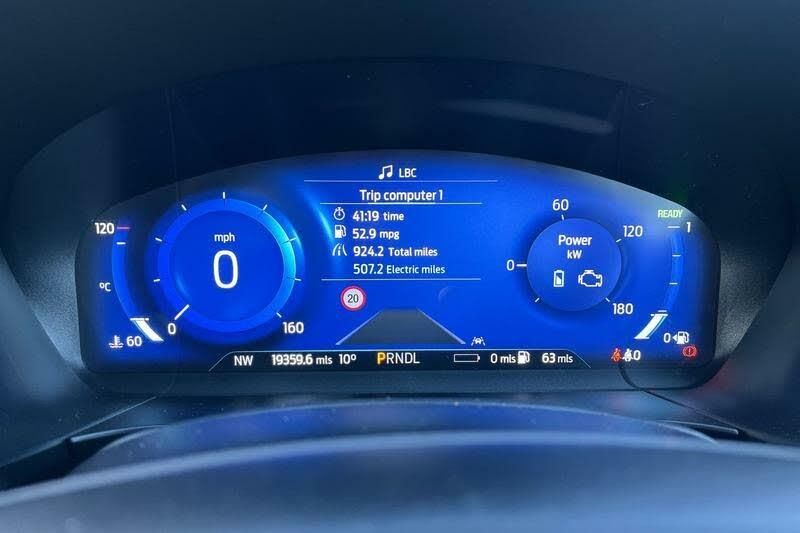 LBC
Trip computer 1
41:19 time
52.9 mpg
924.2 Total miles
507.2 Electric miles
20
120
°C
60
mph
0
0
160
Power
kW
0
60
120
180
READY
1
0
NW 19359.6 mls 10° PRNDL 0 mls 63 mls